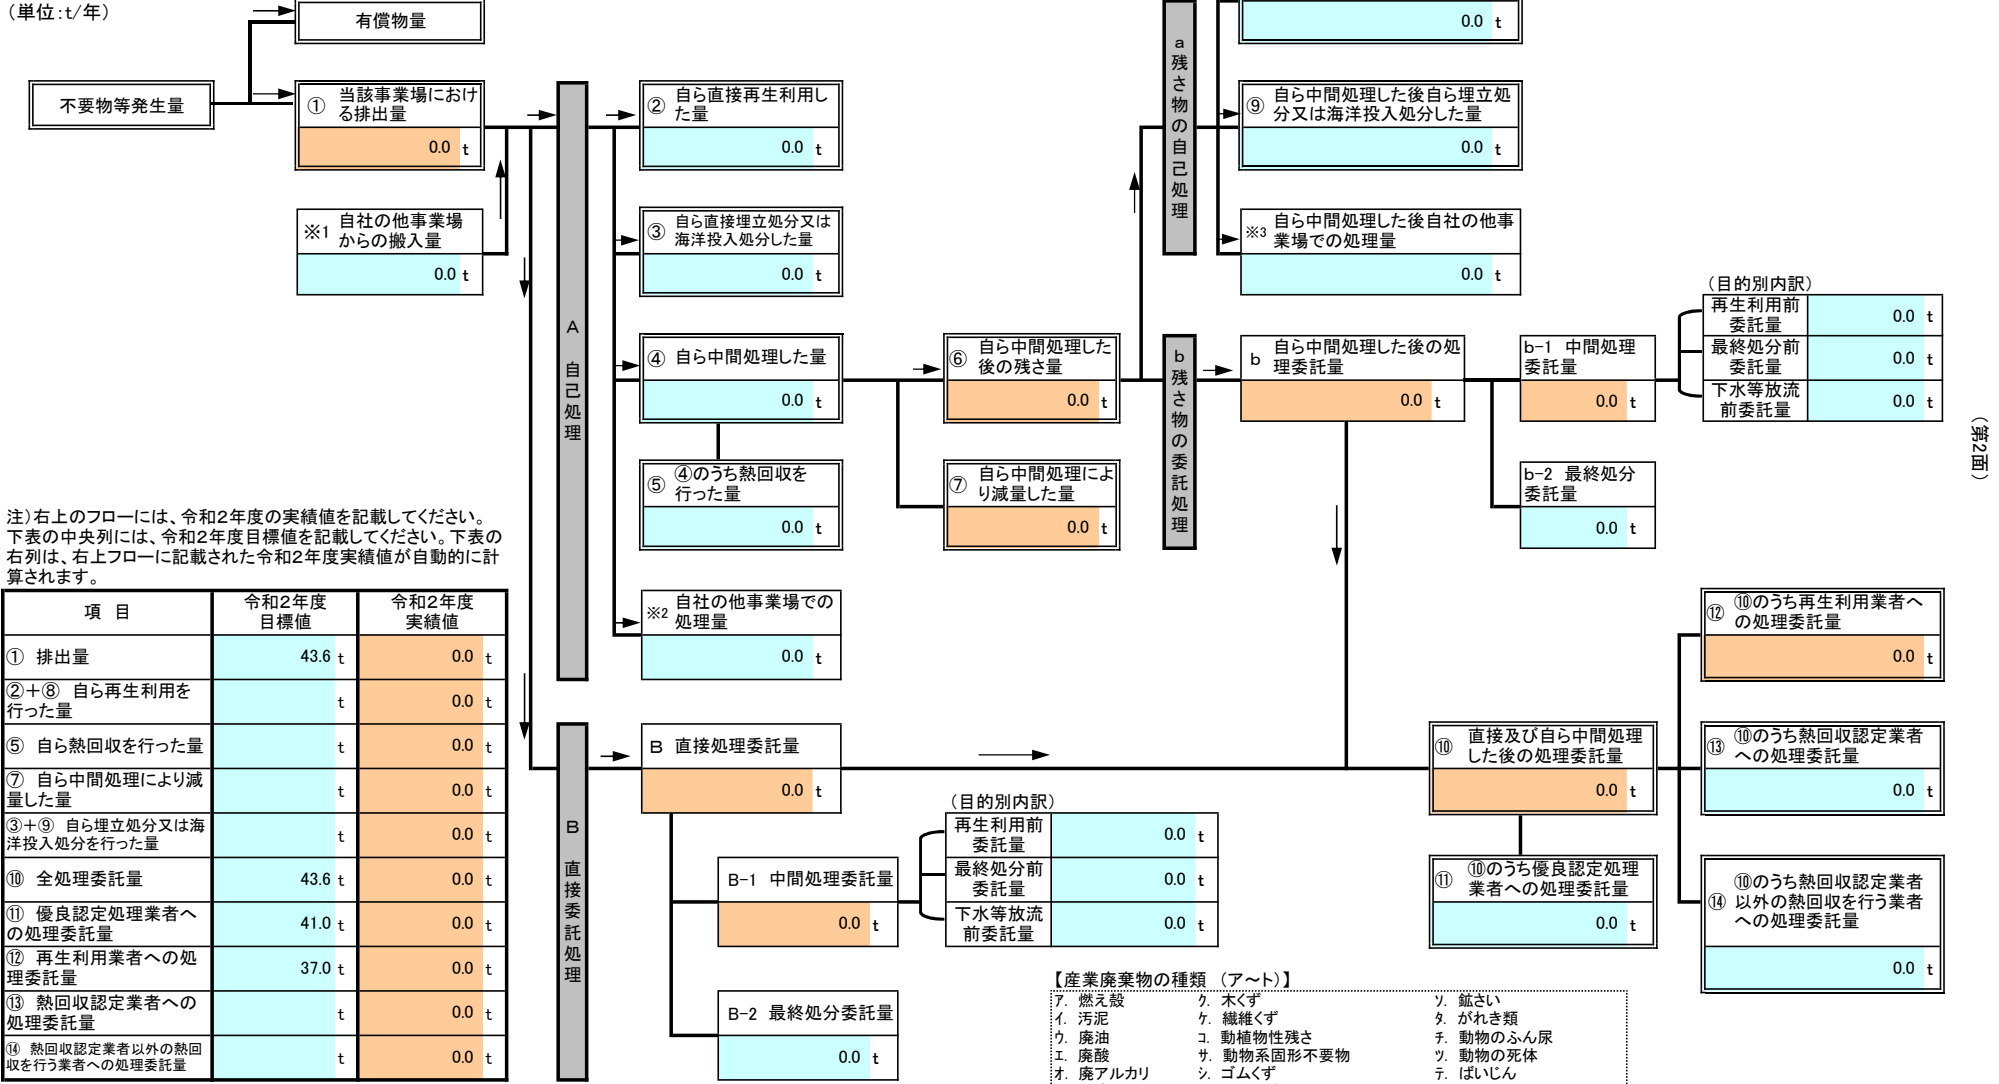 (単位:t/年)
有償物量
不要物等発生量
① 当該事業場におけ
る排出量
0.0 t
※1 自社の他事業場
からの搬入量
0.0 t
A 自己処理
② 自ら直接再生利用し
た量
0.0 t
③ 自ら直接埋立処分又は
海洋投入処分した量
0.0 t
④ 自ら中間処理した量
0.0 t
⑤ ④のうち熱回収を
行った量
0.0 t
※2 自社の他事業場での
処理量
0.0 t
⑥ 自ら中間処理した
後の残さ量
0.0 t
⑦ 自ら中間処理によ
り減量した量
0.0 t
a 残さ物の自己処理
0.0 t
⑨ 自ら中間処理した後自ら埋立処
分又は海洋投入処分した量
0.0 t
※3 自ら中間処理した後自社の他事
業場での処理量
0.0 t
b 残さ物の委託処理
b 自ら中間処理した後の処
理委託量
0.0 t
b-1 中間処理
委託量
0.0 t
b-2 最終処分
委託量
0.0 t
(目的別内訳)
再生利用前
委託量
0.0 t
最終処分前
委託量
0.0 t
下水等放流
前委託量
0.0 t
(第2面)
注)右上のフローには、令和2年度の実績値を記載してください。
下表の中央列には、令和2年度目標値を記載してください。下表の
右列は、右上フローに記載された令和2年度実績値が自動的に計
算されます。
項 目 令和2年度 令和2年度
目標値 実績値
① 排出量 43.6 t 0.0 t
②+⑧ 自ら再生利用を
行った量 t 0.0 t
⑤ 自ら熱回収を行った量 t 0.0 t
⑦ 自ら中間処理により減
量した量 t 0.0 t
③+⑨ 自ら埋立処分又は海
洋投入処分を行った量 t 0.0 t
⑩ 全処理委託量 43.6 t 0.0 t
⑪ 優良認定処理業者へ
の処理委託量 41.0 t 0.0 t
⑫ 再生利用業者への処
理委託量 37.0 t 0.0 t
⑬ 熱回収認定業者への
処理委託量 t 0.0 t
⑭ 熱回収認定業者以外の熱回
収を行う業者への処理委託量 t 0.0 t
B 直接委託処理
B 直接処理委託量
0.0 t
B-1 中間処理委託量
0.0 t
B-2 最終処分委託量
0.0 t
(目的別内訳)
再生利用前
委託量
0.0 t
最終処分前
委託量
0.0 t
下水等放流
前委託量
0.0 t
⑩ 直接及び自ら中間処理
した後の処理委託量
0.0 t
⑪ ⑩のうち優良認定処理
業者への処理委託量
0.0 t
⑫ ⑩のうち再生利用業者へ
の処理委託量
0.0 t
⑬ ⑩のうち熱回収認定業者
への処理委託量
0.0 t
⑭ ⑩のうち熱回収認定業者
以外の熱回収を行う業者
への処理委託量
0.0 t
【産業廃棄物の種類 (ア~ト)】
ア. 燃え殻 ク. 木くず ソ. 鉱さい
イ. 汚泥 ケ. 繊維くず タ. がれき類
ウ. 廃油 コ. 動植物性残さ チ. 動物のふん尿
エ. 廃酸 サ. 動物系固形不要物 ツ. 動物の死体
オ. 廃アルカリ シ. ゴムくず テ. ばいじん